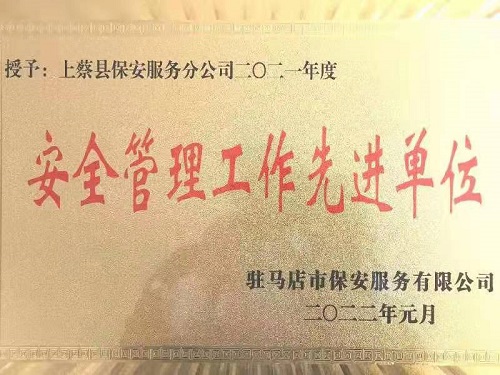 授予：上蔡县保安服务分公司二〇二一年度
安全管理工作先进单位
驻马店市保安服务有限公司
二〇二二年元月